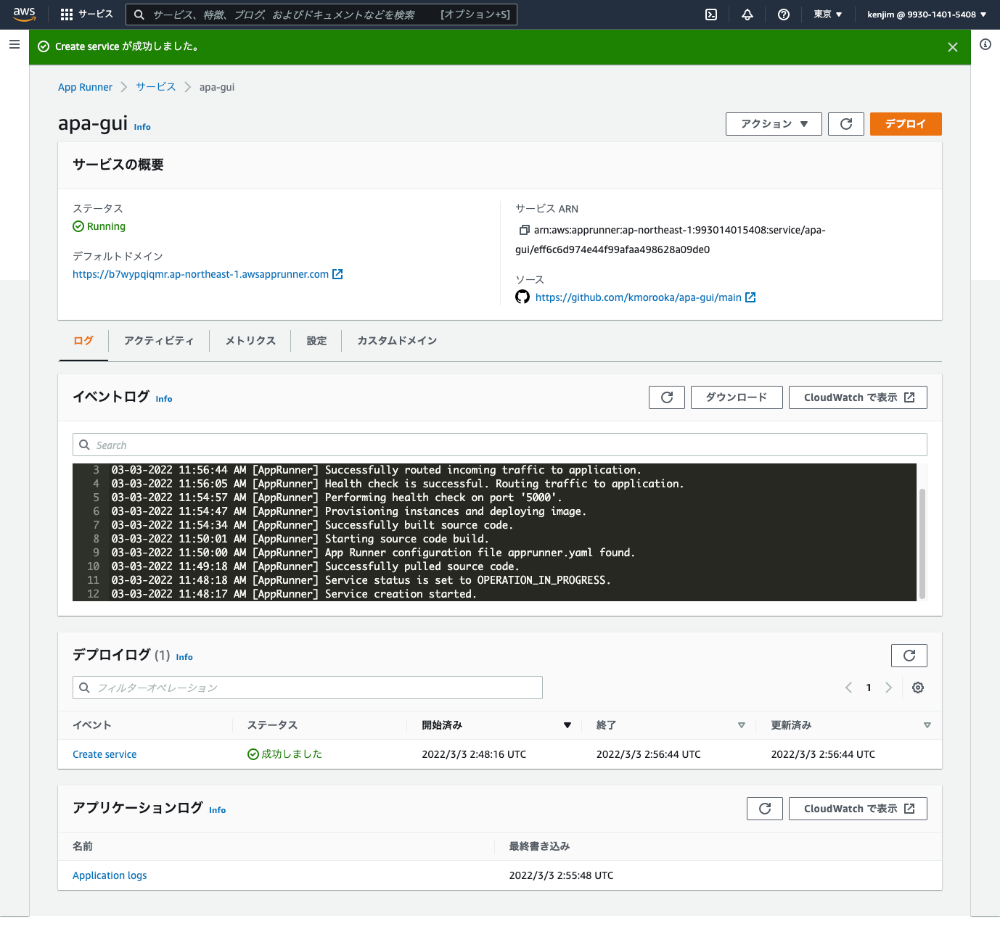 aws サービス サービス、特徴、ブログ、およびドキュメントなどを検索 [オプション+S] 東京 ▼ kenjim @ 9930-1401-5408 ▼
Create service が成功しました。
App Runner サービス apa-gui
apa-gui Info アクション ▼ デプロイ
サービスの概要
ステータス
Running
デフォルトドメイン
https://b7wypqiqmr.ap-northeast-1.awsapprunner.com
サービス ARN
arn:aws:apprunner:ap-northeast-1:993014015408:service/apa-
gui/eff6c6d974e44f99afaa498628a09de0
ソース
https://github.com/kmorooka/apa-gui/main
ログ アクティビティ メトリクス 設定 カスタムドメイン
イベントログ Info ダウンロード CloudWatch で表示
Search
3 03-03-2022 11:56:44 AM [AppRunner] Successfully routed incoming traffic to application.
4 03-03-2022 11:56:05 AM [AppRunner] Health check is successful. Routing traffic to application.
5 03-03-2022 11:54:57 AM [AppRunner] Performing health check on port '5000'.
6 03-03-2022 11:54:47 AM [AppRunner] Provisioning instances and deploying image.
7 03-03-2022 11:54:34 AM [AppRunner] Successfully built source code.
8 03-03-2022 11:50:01 AM [AppRunner] Starting source code build.
9 03-03-2022 11:50:00 AM [AppRunner] App Runner configuration file apprunner.yaml found.
10 03-03-2022 11:49:18 AM [AppRunner] Successfully pulled source code.
11 03-03-2022 11:48:18 AM [AppRunner] Service status is set to OPERATION_IN_PROGRESS.
12 03-03-2022 11:48:17 AM [AppRunner] Service creation started.
デプロイログ (1) Info
フィルターオペレーション 1
イベント ステータス 開始済み ▼ 終了 ▽ 更新済み ▽
Create service 成功しました 2022/3/3 2:48:16 UTC 2022/3/3 2:56:44 UTC 2022/3/3 2:56:44 UTC
アプリケーションログ Info CloudWatch で表示
名前 最終書き込み
Application logs 2022/3/3 2:55:48 UTC